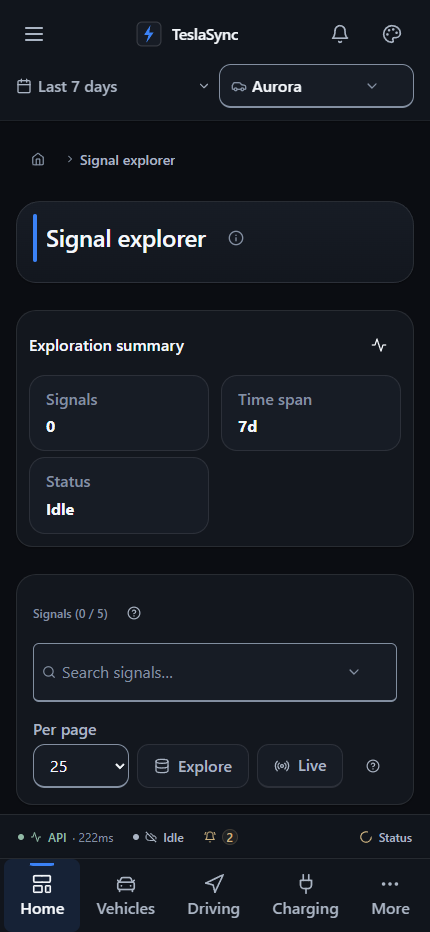 TeslaSync
Last 7 days
Aurora
Signal explorer
Signal explorer
Exploration summary
Signals
0
Time span
7d
Status
Idle
Signals (0 / 5)
Search signals...
Per page
25
Explore
Live
API · 222ms
Idle
2
Status
Home
Vehicles
Driving
Charging
More